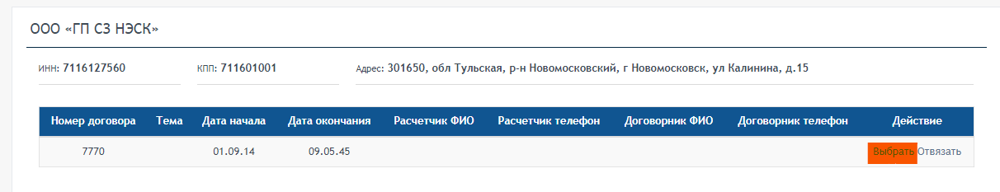 ООО «ГП СЗ НЭСК»
ИНН: 7116127560 КПП: 711601001 Адрес: 301650, обл Тульская, р-н Новомосковский, г Новомосковск, ул Калинина, д.15
Номер договора Тема Дата начала Дата окончания Расчетчик ФИО Расчетчик телефон Договорник ФИО Договорник телефон Действие
7770 01.09.14 09.05.45 Выбрать Отвязать